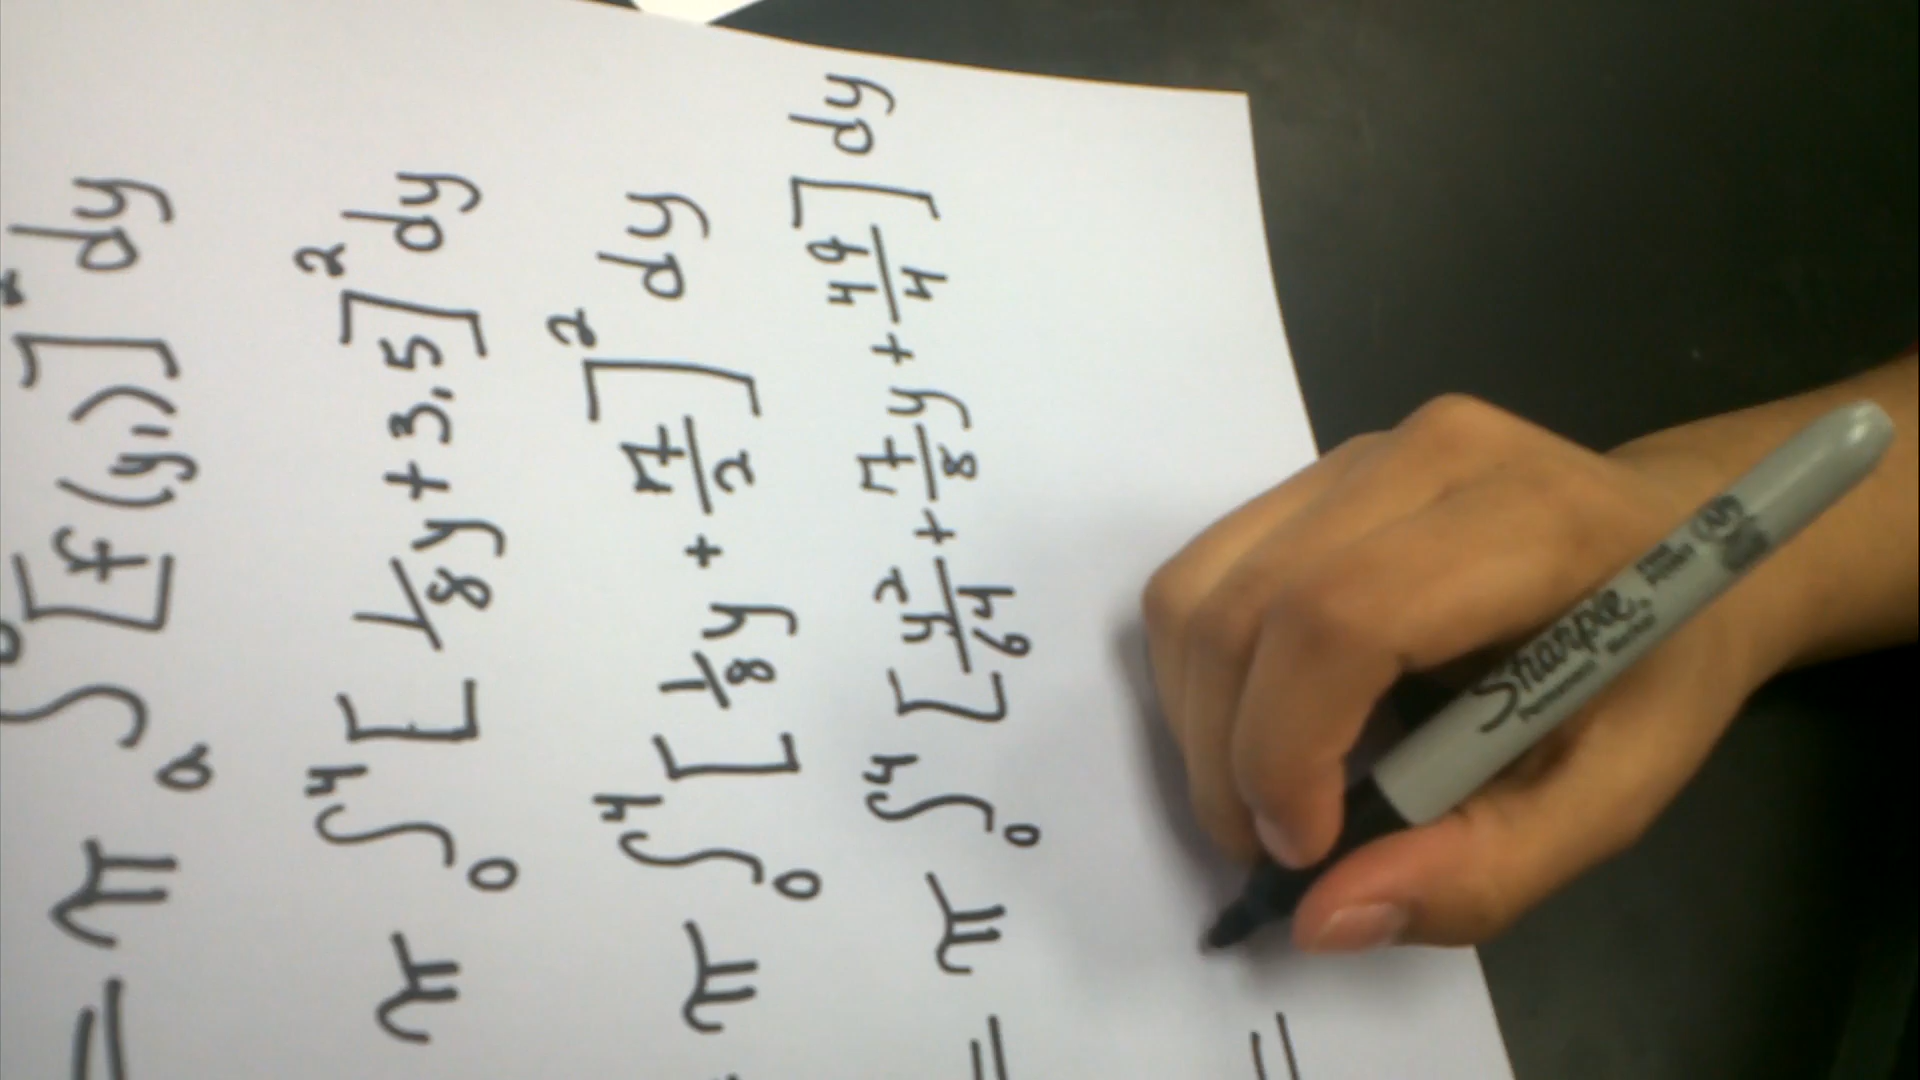 = π ∫ₐᵇ [f(y)]² dy
π ∫₀⁴ [1/8 y + 3.5]² dy
π ∫₀⁴ [1/8 y + 7/2]² dy
= π ∫₀⁴ [y²/64 + 7/8 y + 49/4] dy
=
Sharpie